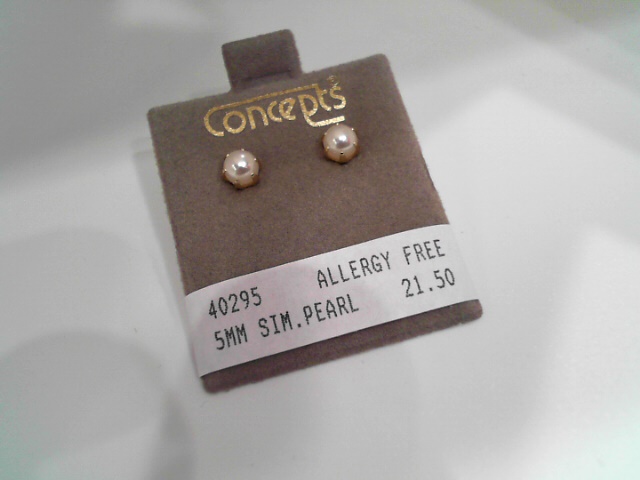 Concepts
40295 ALLERGY FREE
5MM SIM.PEARL 21.50